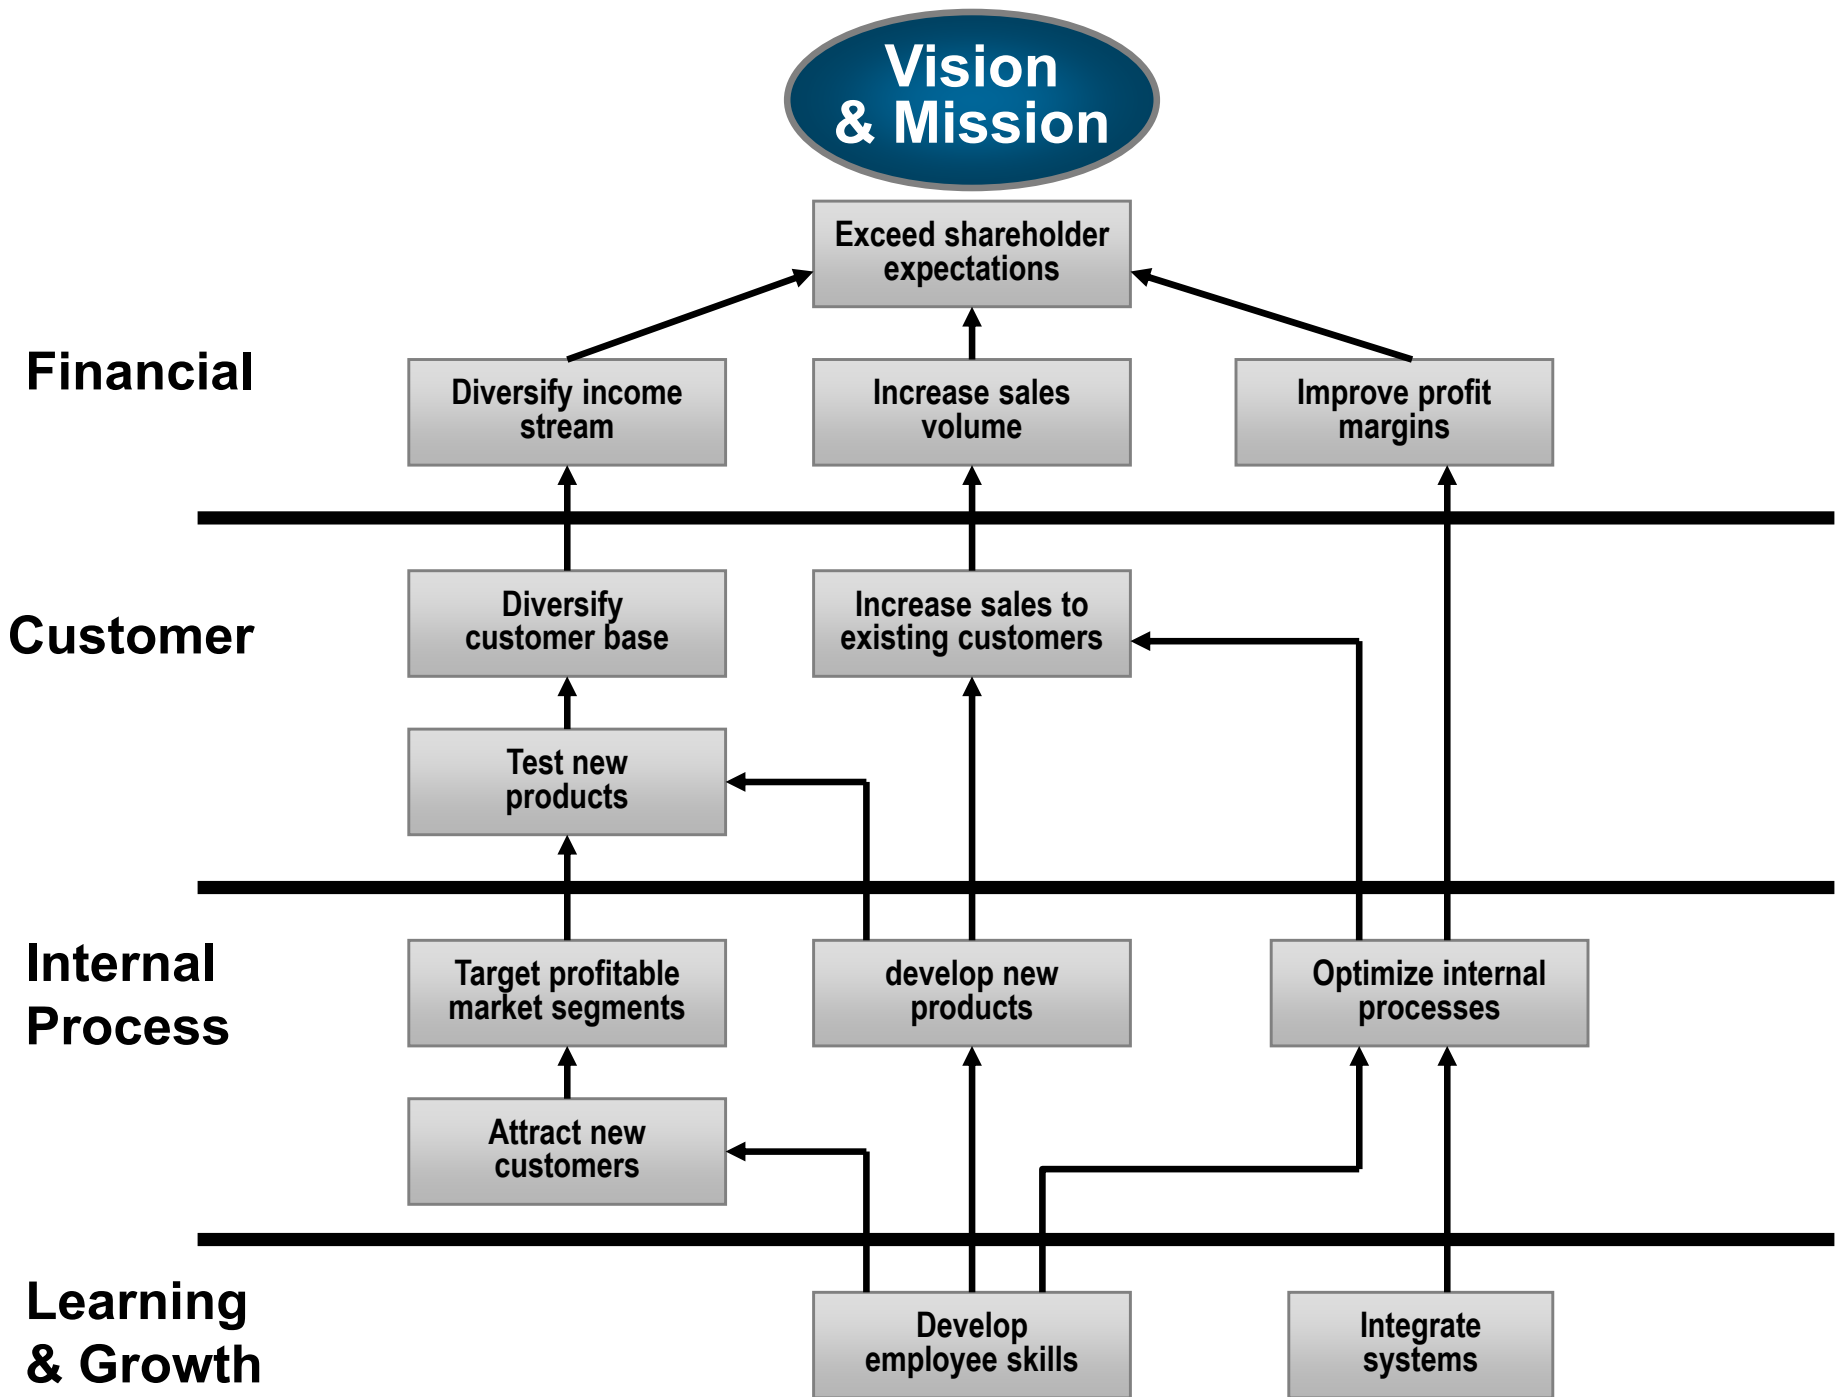 Vision
& Mission
Exceed shareholder
expectations
Financial
Diversify income
stream
Increase sales
volume
Improve profit
margins
Customer
Diversify
customer base
Increase sales to
existing customers
Test new
products
Internal
Process
Target profitable
market segments
develop new
products
Optimize internal
processes
Attract new
customers
Learning
& Growth
Develop
employee skills
Integrate
systems